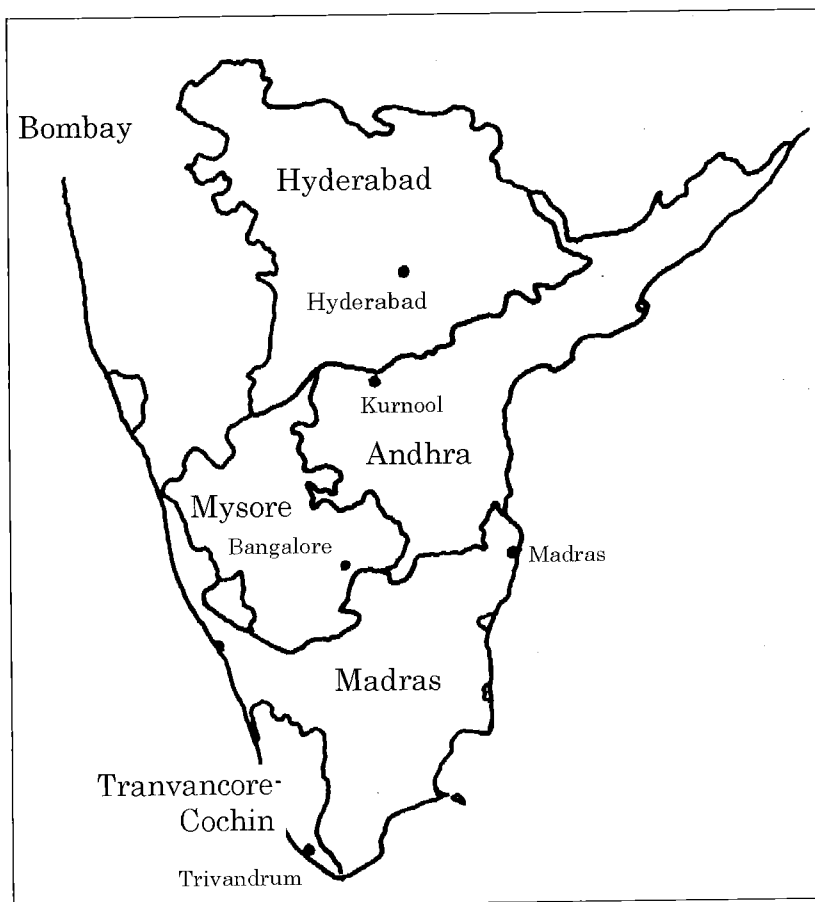 Bombay
Hyderabad
Hyderabad
Kurnool
Andhra
Mysore
Bangalore
Madras
Madras
Tranvancore-
Cochin
Trivandrum